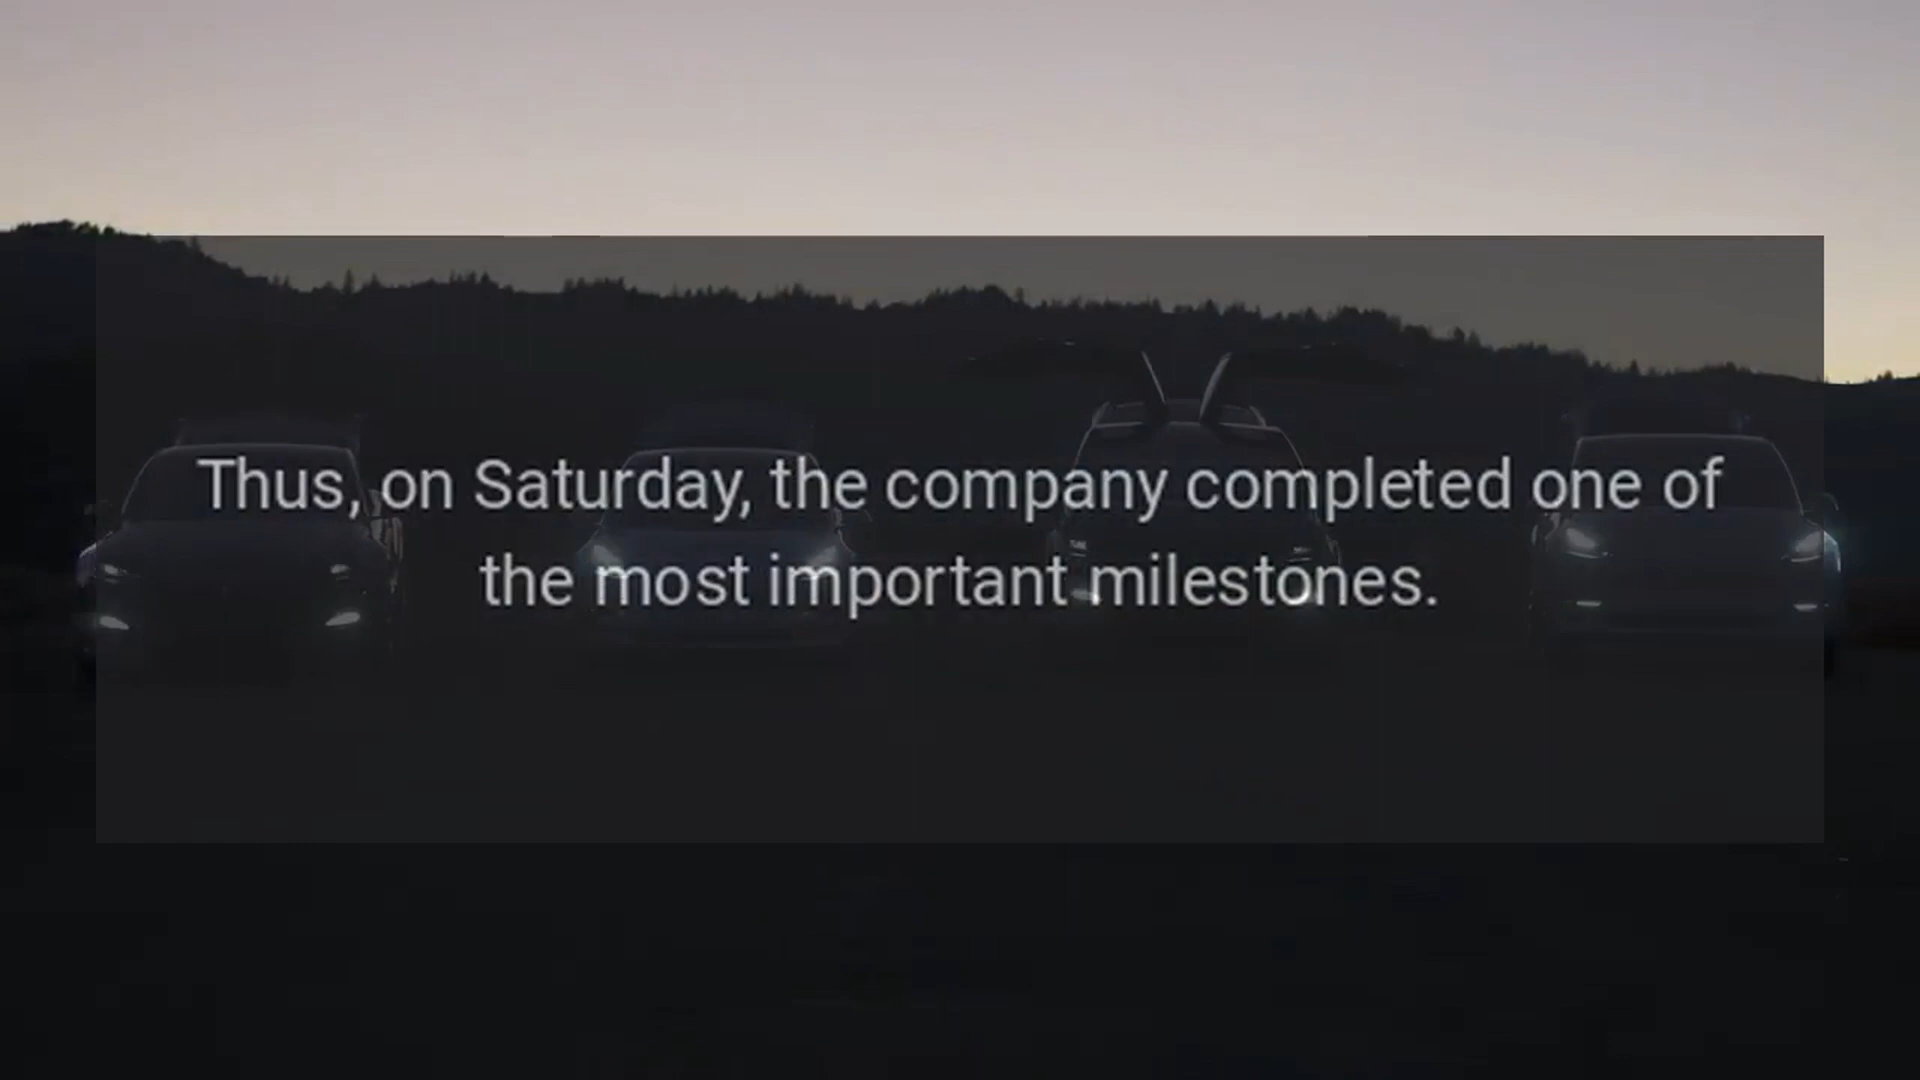 Thus, on Saturday, the company completed one of
the most important milestones.